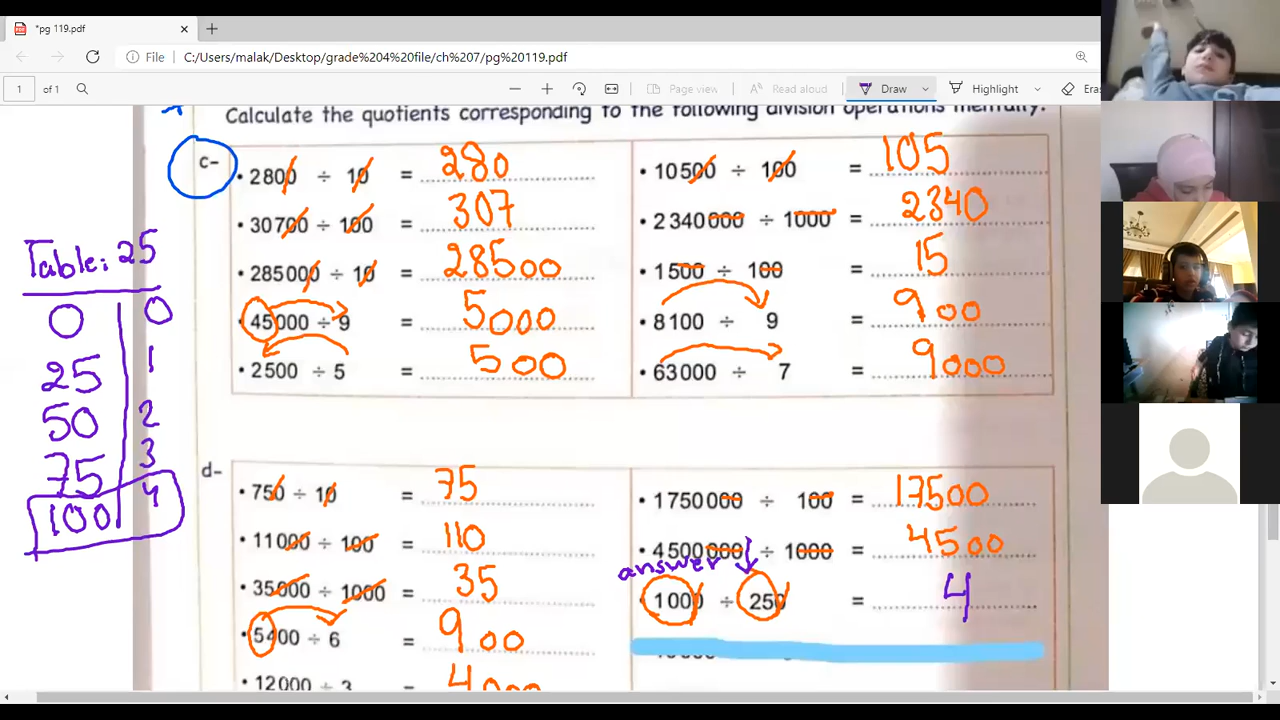 *pg 119.pdf
File
C:/Users/malak/Desktop/grade%204%20file/ch%207/pg%20119.pdf
1 of 1
Page view
Read aloud
Draw
Highlight
Calculate the quotients corresponding to the following division operations mentally.
c-
• 2800 ÷ 10 = 280
• 30700 ÷ 100 = 307
• 285000 ÷ 10 = 28500
• 45000 ÷ 9 = 5000
• 2500 ÷ 5 = 500
• 10500 ÷ 100 = 105
• 2340000 ÷ 1000 = 2340
• 1500 ÷ 100 = 15
• 8100 ÷ 9 = 900
• 63000 ÷ 7 = 9000
Table: 25
0 0
25 1
50 2
75 3
100 4
d-
• 750 ÷ 10 = 75
• 11000 ÷ 100 = 110
• 35000 ÷ 1000 = 35
• 5400 ÷ 6 = 900
• 12000 ÷ 3 4000
• 1750000 ÷ 100 = 17500
• 4500000 ÷ 1000 = 4500
answer
1000 ÷ 250 = 4